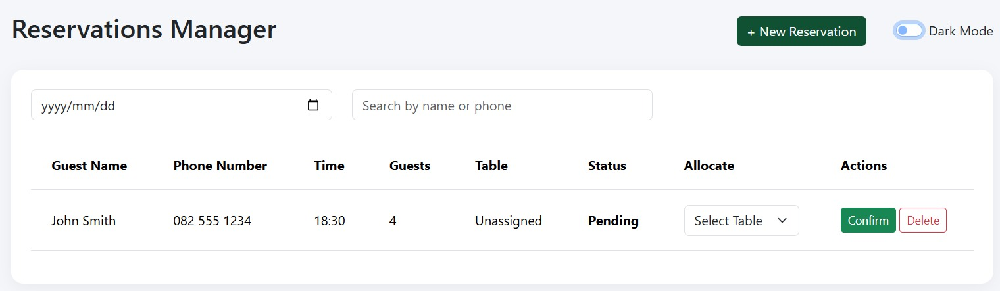 Reservations Manager
+ New Reservation
Dark Mode
yyyy/mm/dd
Search by name or phone
Guest Name Phone Number Time Guests Table Status Allocate Actions
John Smith 082 555 1234 18:30 4 Unassigned Pending Select Table Confirm Delete